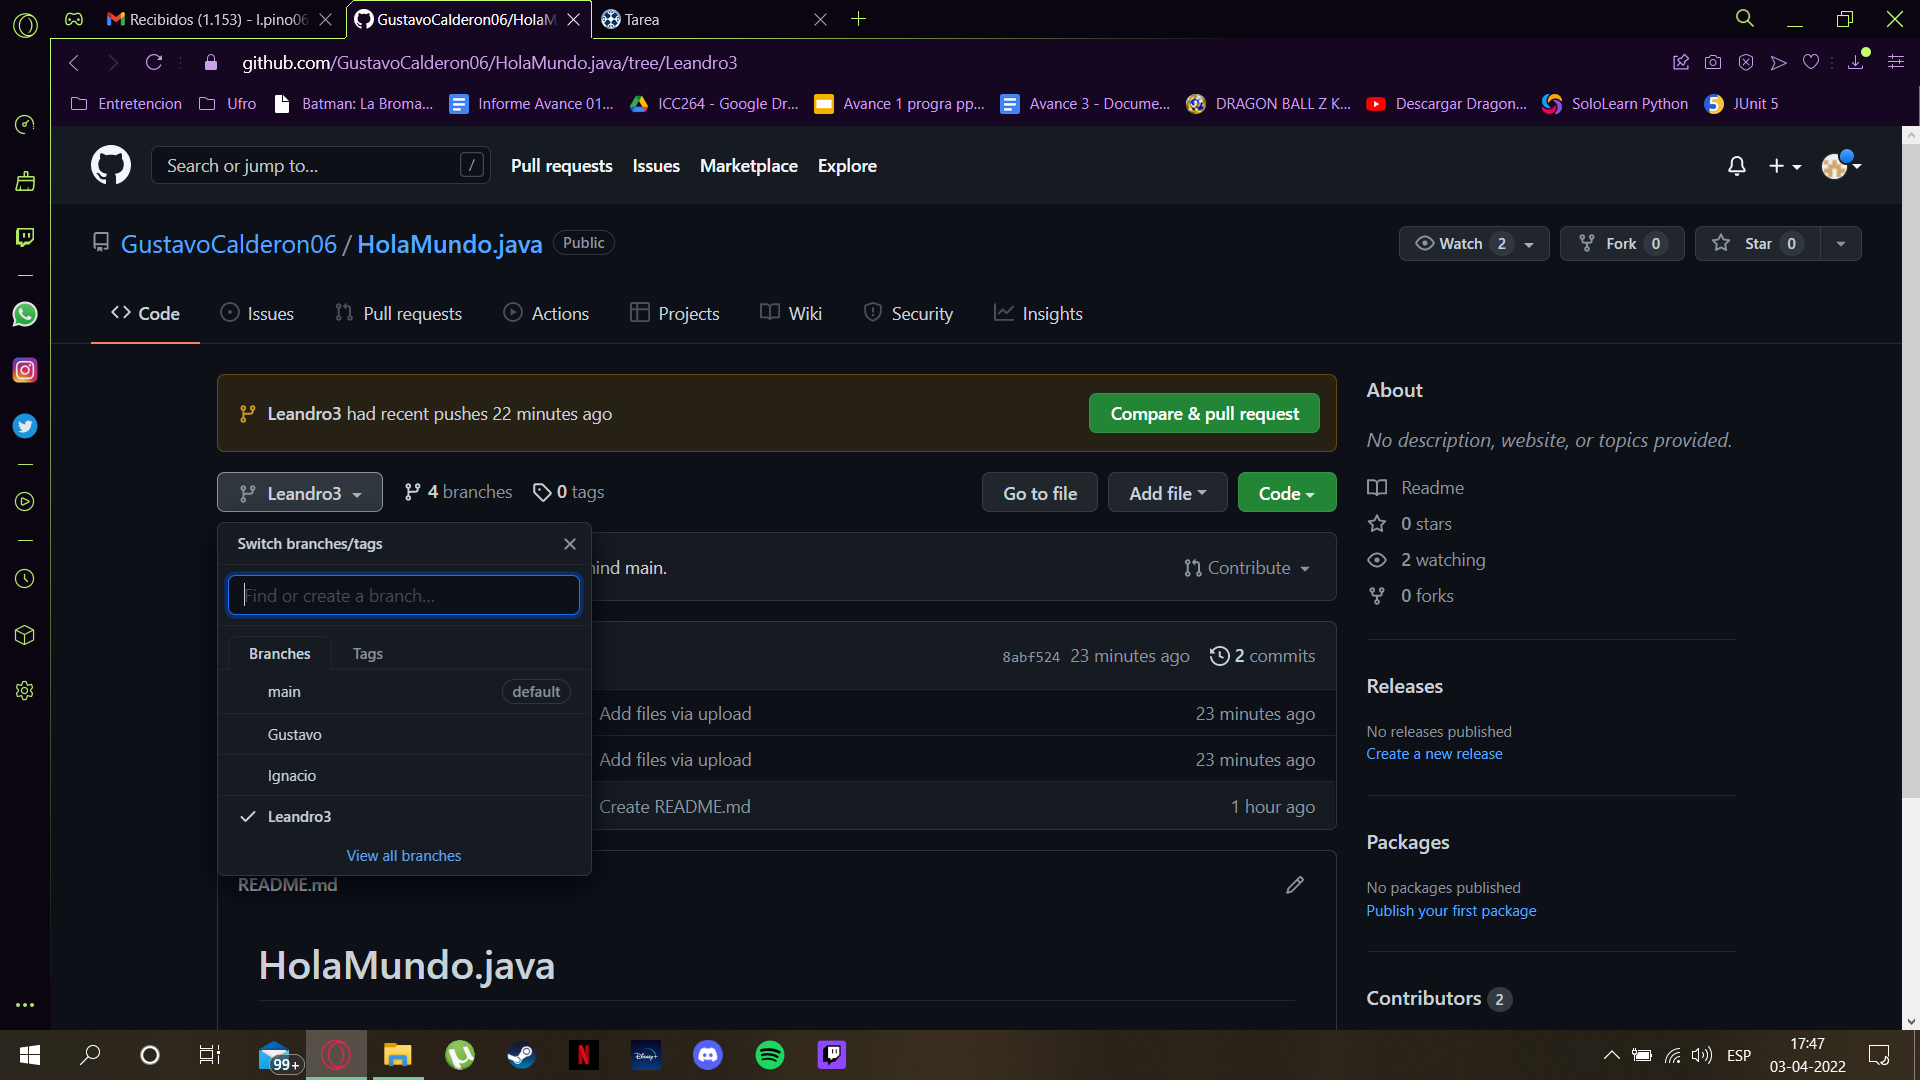 Recibidos (1.153) - l.pino06
GustavoCalderon06/HolaM
Tarea
github.com/GustavoCalderon06/HolaMundo.java/tree/Leandro3
Entretencion
Ufro
Batman: La Broma...
Informe Avance 01...
ICC264 - Google Dr...
Avance 1 progra pp...
Avance 3 - Docume...
DRAGON BALL Z K...
Descargar Dragon...
SoloLearn Python
JUnit 5
Search or jump to...
/
Pull requests
Issues
Marketplace
Explore
GustavoCalderon06 / HolaMundo.java
Public
Watch 2
Fork 0
Star 0
Code
Issues
Pull requests
Actions
Projects
Wiki
Security
Insights
Leandro3 had recent pushes 22 minutes ago
Compare & pull request
Leandro3
4 branches
0 tags
Go to file
Add file
Code
Switch branches/tags
Find or create a branch...
Branches
Tags
main
default
Gustavo
Ignacio
Leandro3
View all branches
ind main.
Contribute
8abf524 23 minutes ago
2 commits
Add files via upload
23 minutes ago
Add files via upload
23 minutes ago
Create README.md
1 hour ago
README.md
HolaMundo.java
About
No description, website, or topics provided.
Readme
0 stars
2 watching
0 forks
Releases
No releases published
Create a new release
Packages
No packages published
Publish your first package
Contributors 2
99+
Disney+
ESP
17:47
03-04-2022